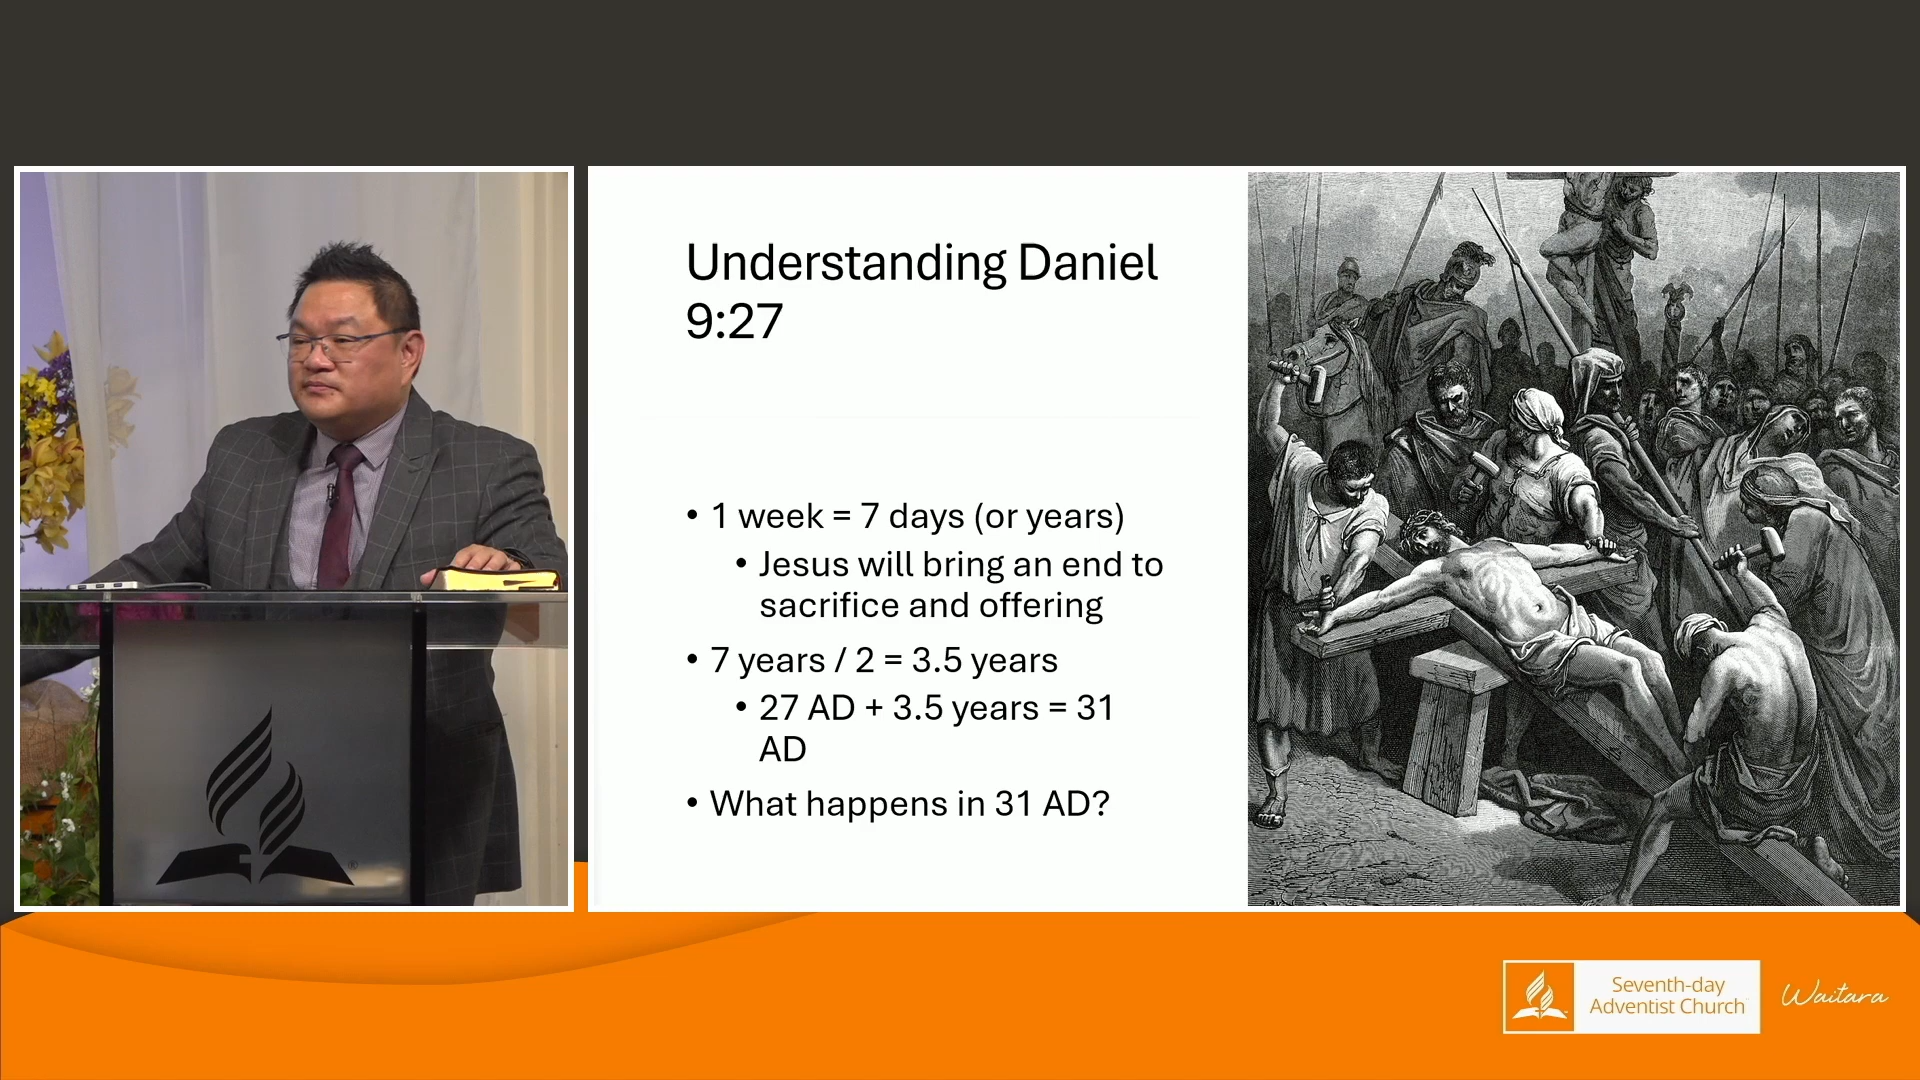 Understanding Daniel
9:27
• 1 week = 7 days (or years)
• Jesus will bring an end to
sacrifice and offering
• 7 years / 2 = 3.5 years
• 27 AD + 3.5 years = 31
AD
• What happens in 31 AD?
Seventh-day
Adventist Church
Waitara